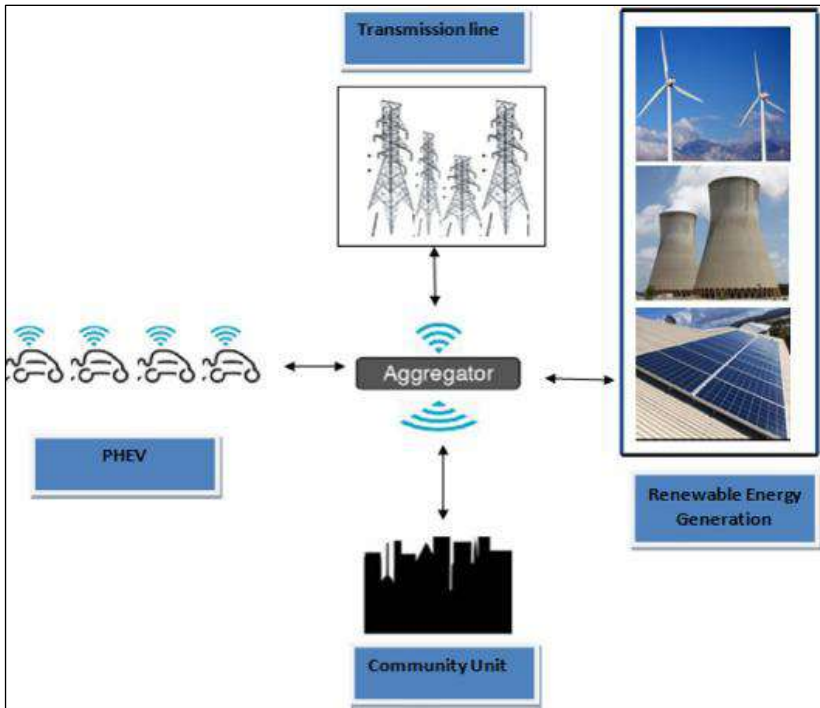 Transmission line
Aggregator
PHEV
Renewable Energy
Generation
Community Unit